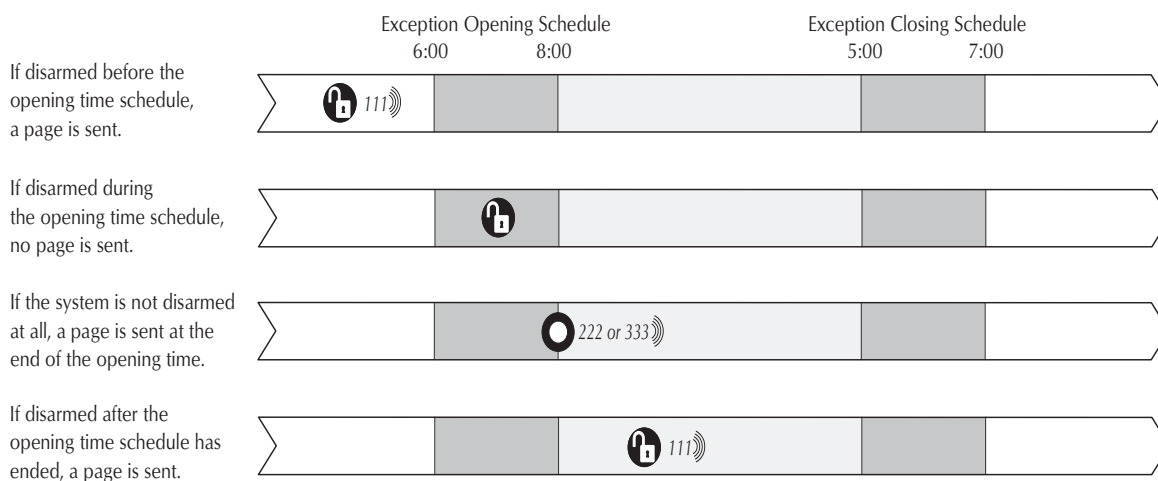 Exception Opening Schedule
Exception Closing Schedule
6:00
8:00
5:00
7:00
If disarmed before the
opening time schedule,
a page is sent.
111
If disarmed during
the opening time schedule,
no page is sent.
If the system is not disarmed
at all, a page is sent at the
end of the opening time.
222 or 333
If disarmed after the
opening time schedule has
ended, a page is sent.
111